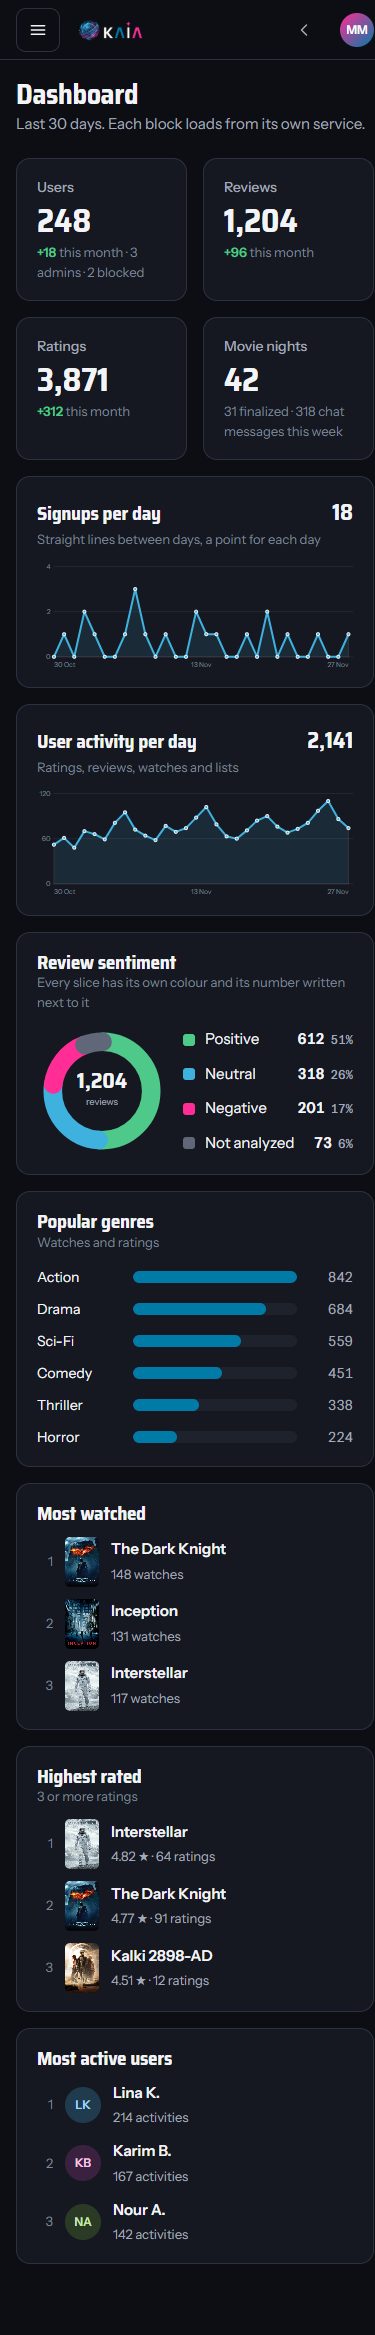 KAIA
MM
Dashboard
Last 30 days. Each block loads from its own service.
Users
248
+18 this month · 3
admins · 2 blocked
Reviews
1,204
+96 this month
Ratings
3,871
+312 this month
Movie nights
42
31 finalized · 318 chat
messages this week
Signups per day
18
Straight lines between days, a point for each day
4
2
0
30 Oct
13 Nov
27 Nov
User activity per day
2,141
Ratings, reviews, watches and lists
120
60
0
30 Oct
13 Nov
27 Nov
Review sentiment
Every slice has its own colour and its number written
next to it
1,204
reviews
Positive 612 51%
Neutral 318 26%
Negative 201 17%
Not analyzed 73 6%
Popular genres
Watches and ratings
Action 842
Drama 684
Sci-Fi 559
Comedy 451
Thriller 338
Horror 224
Most watched
1
The Dark Knight
148 watches
2
INCEPTION
Inception
131 watches
3
Interstellar
117 watches
Highest rated
3 or more ratings
1
Interstellar
4.82 ★ · 64 ratings
2
The Dark Knight
4.77 ★ · 91 ratings
3
Kalki 2898-AD
4.51 ★ · 12 ratings
Most active users
1
LK
Lina K.
214 activities
2
KB
Karim B.
167 activities
3
NA
Nour A.
142 activities